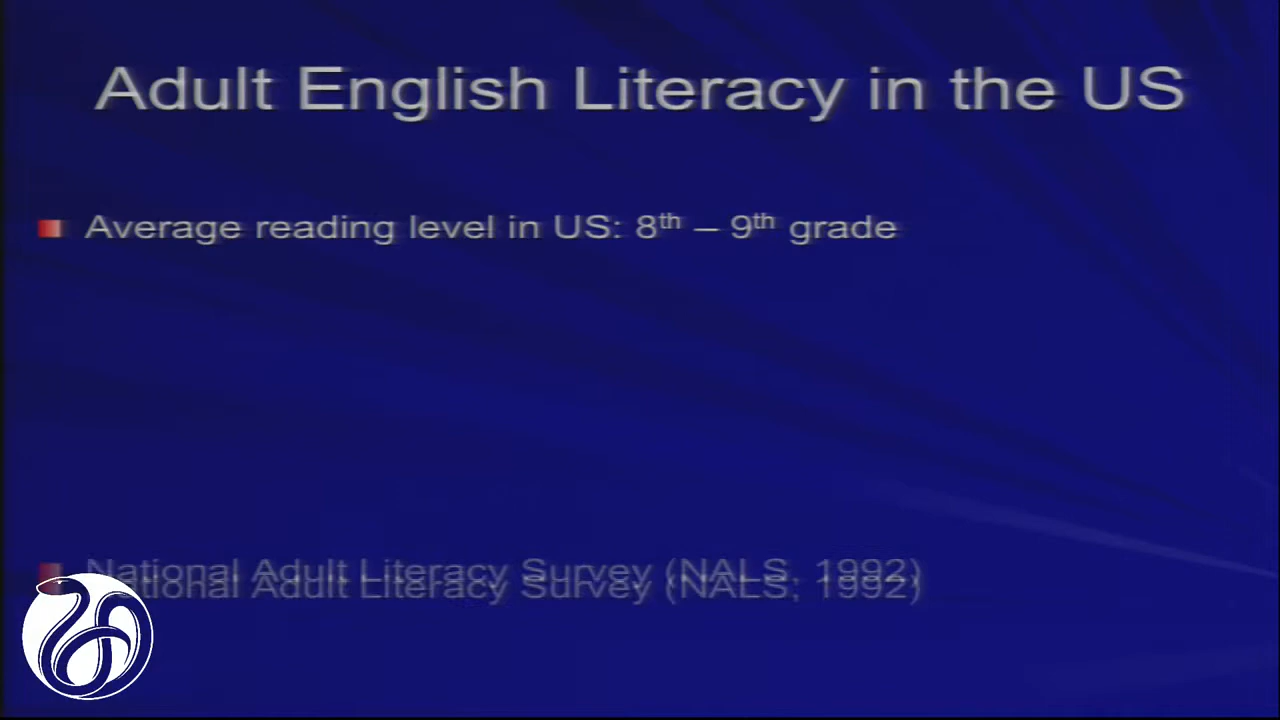 Adult English Literacy in the US
Average reading level in US: 8th – 9th grade
National Adult Literacy Survey (NALS, 1992)